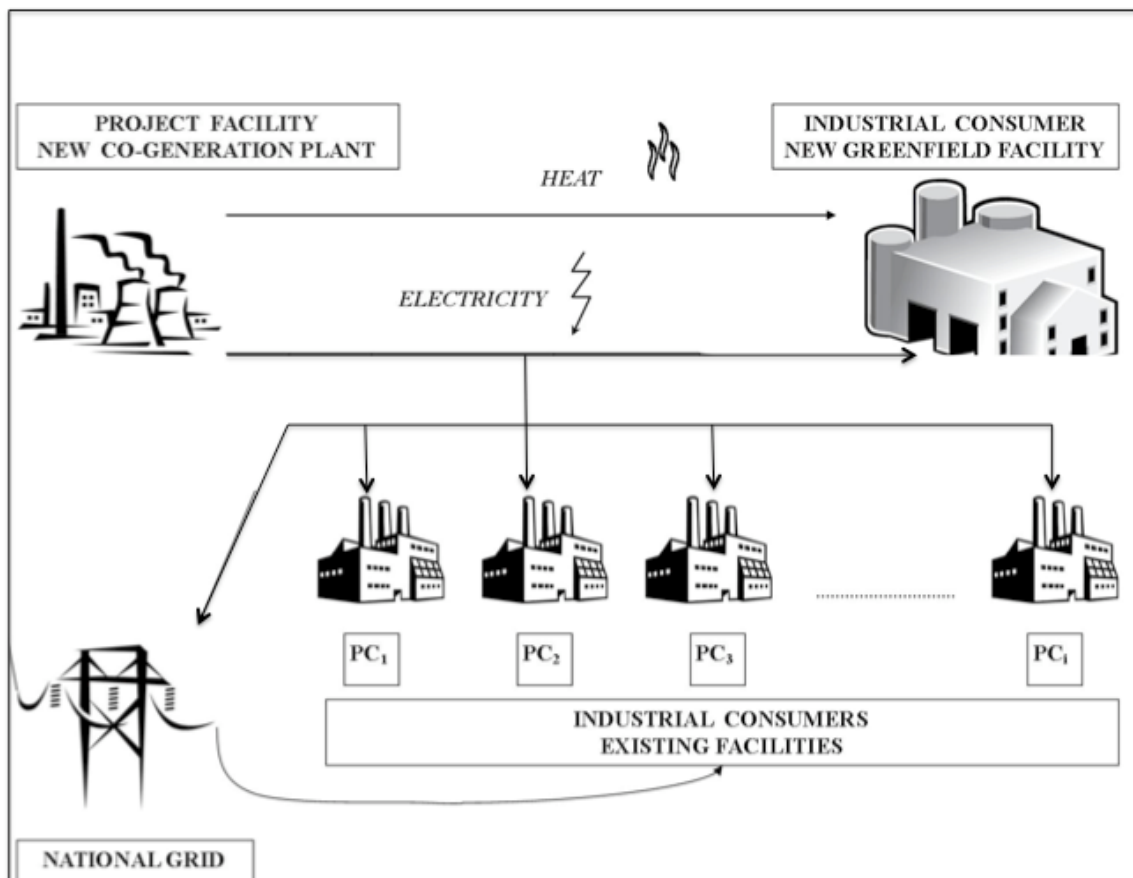 PROJECT FACILITY
NEW CO-GENERATION PLANT
INDUSTRIAL CONSUMER
NEW GREENFIELD FACILITY
HEAT
ELECTRICITY
PC₁
PC₂
PC₃
PCᵢ
INDUSTRIAL CONSUMERS
EXISTING FACILITIES
NATIONAL GRID